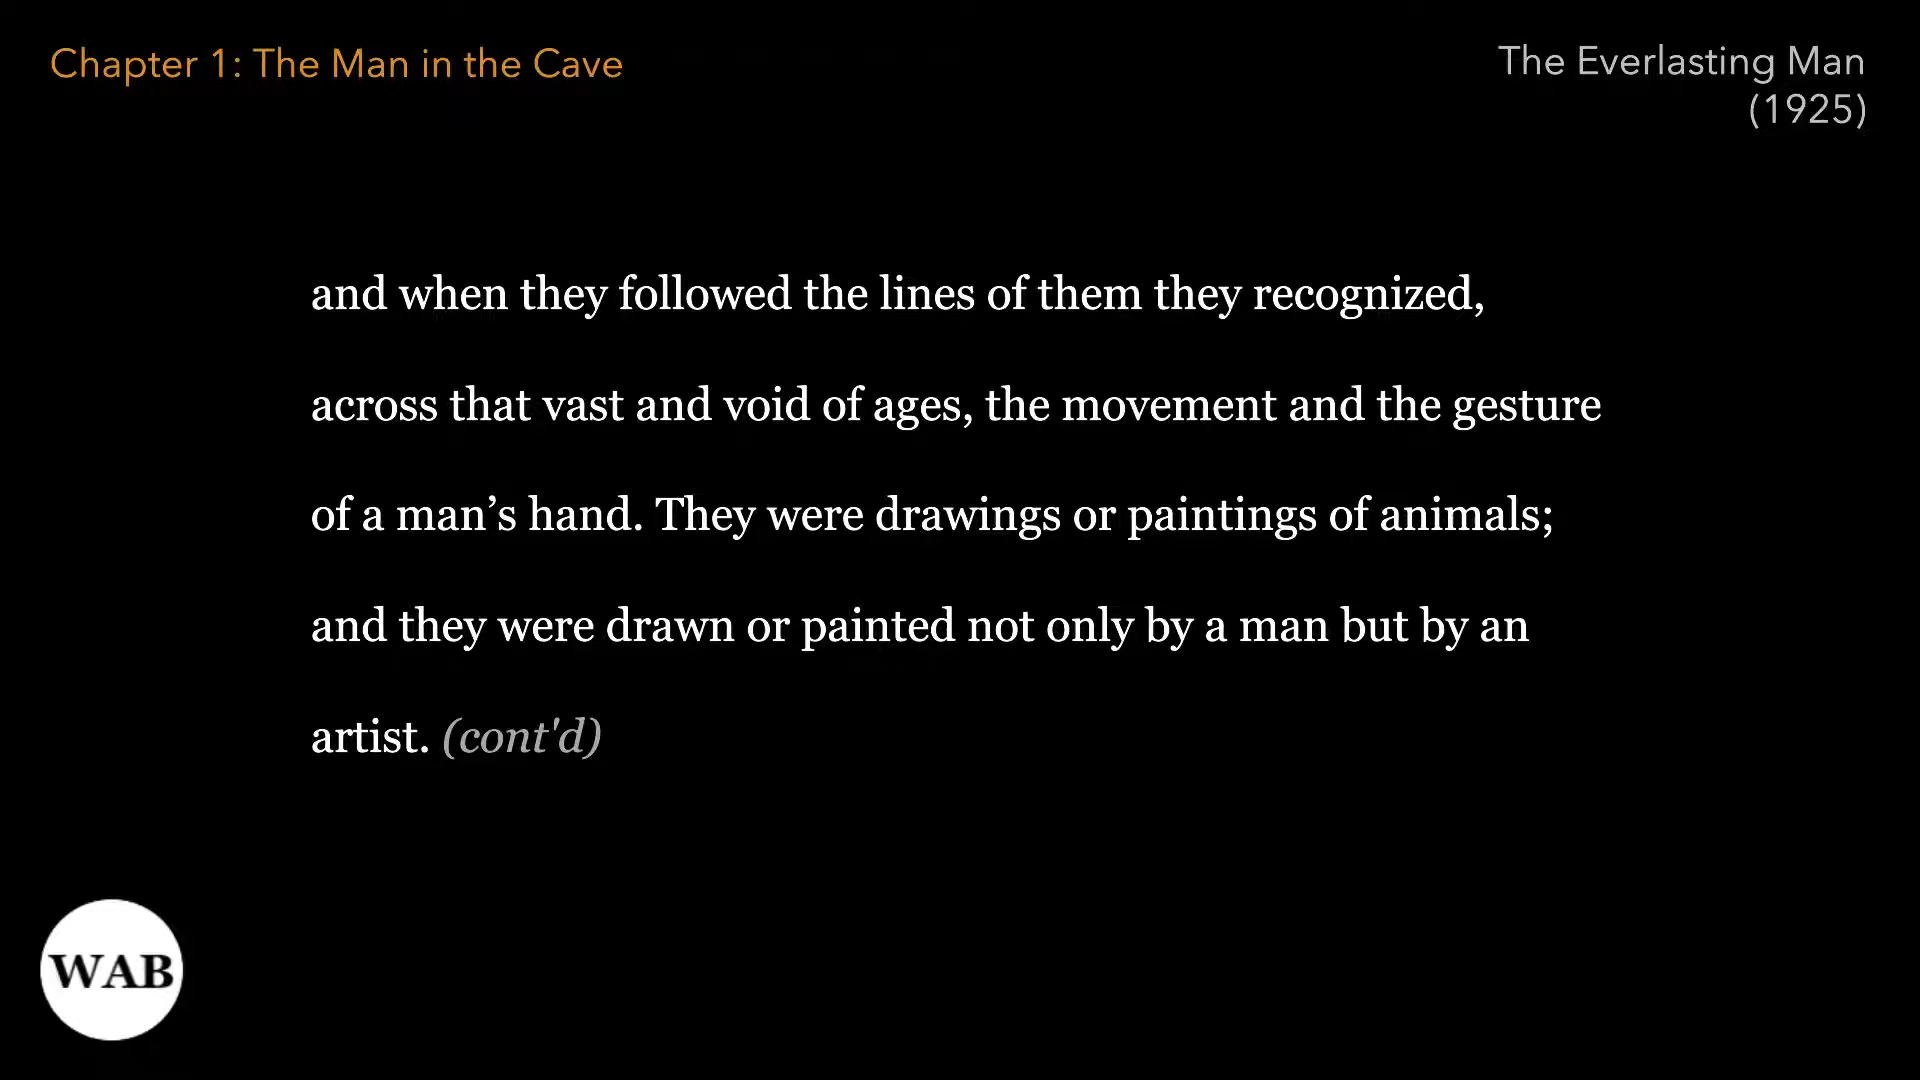 Chapter 1: The Man in the Cave
The Everlasting Man
(1925)
and when they followed the lines of them they recognized,
across that vast and void of ages, the movement and the gesture
of a man’s hand. They were drawings or paintings of animals;
and they were drawn or painted not only by a man but by an
artist. (cont'd)
WAB